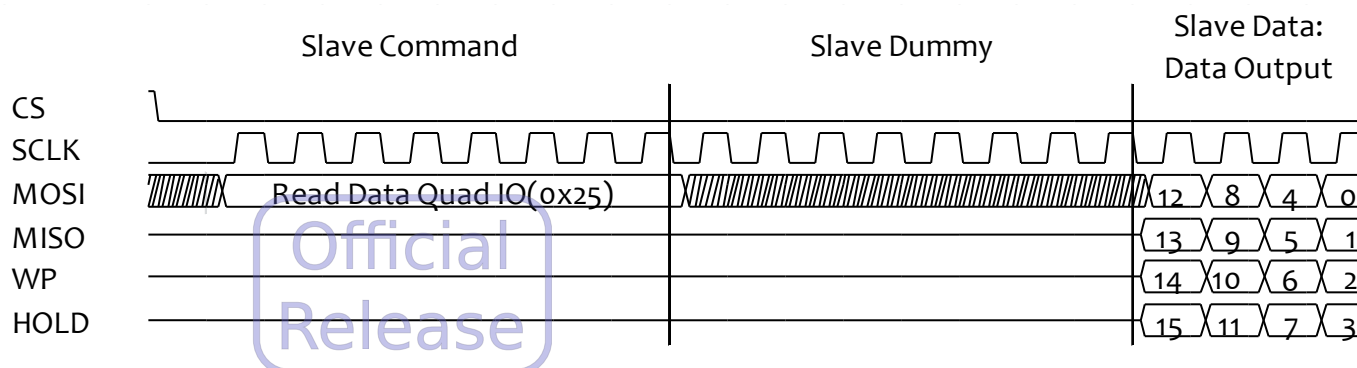 Slave Command
Slave Dummy
Slave Data:
Data Output
CS
SCLK
MOSI Read Data Quad IO(0x25) 12 8 4 0
MISO 13 9 5 1
WP 14 10 6 2
HOLD 15 11 7 3
Official
Release